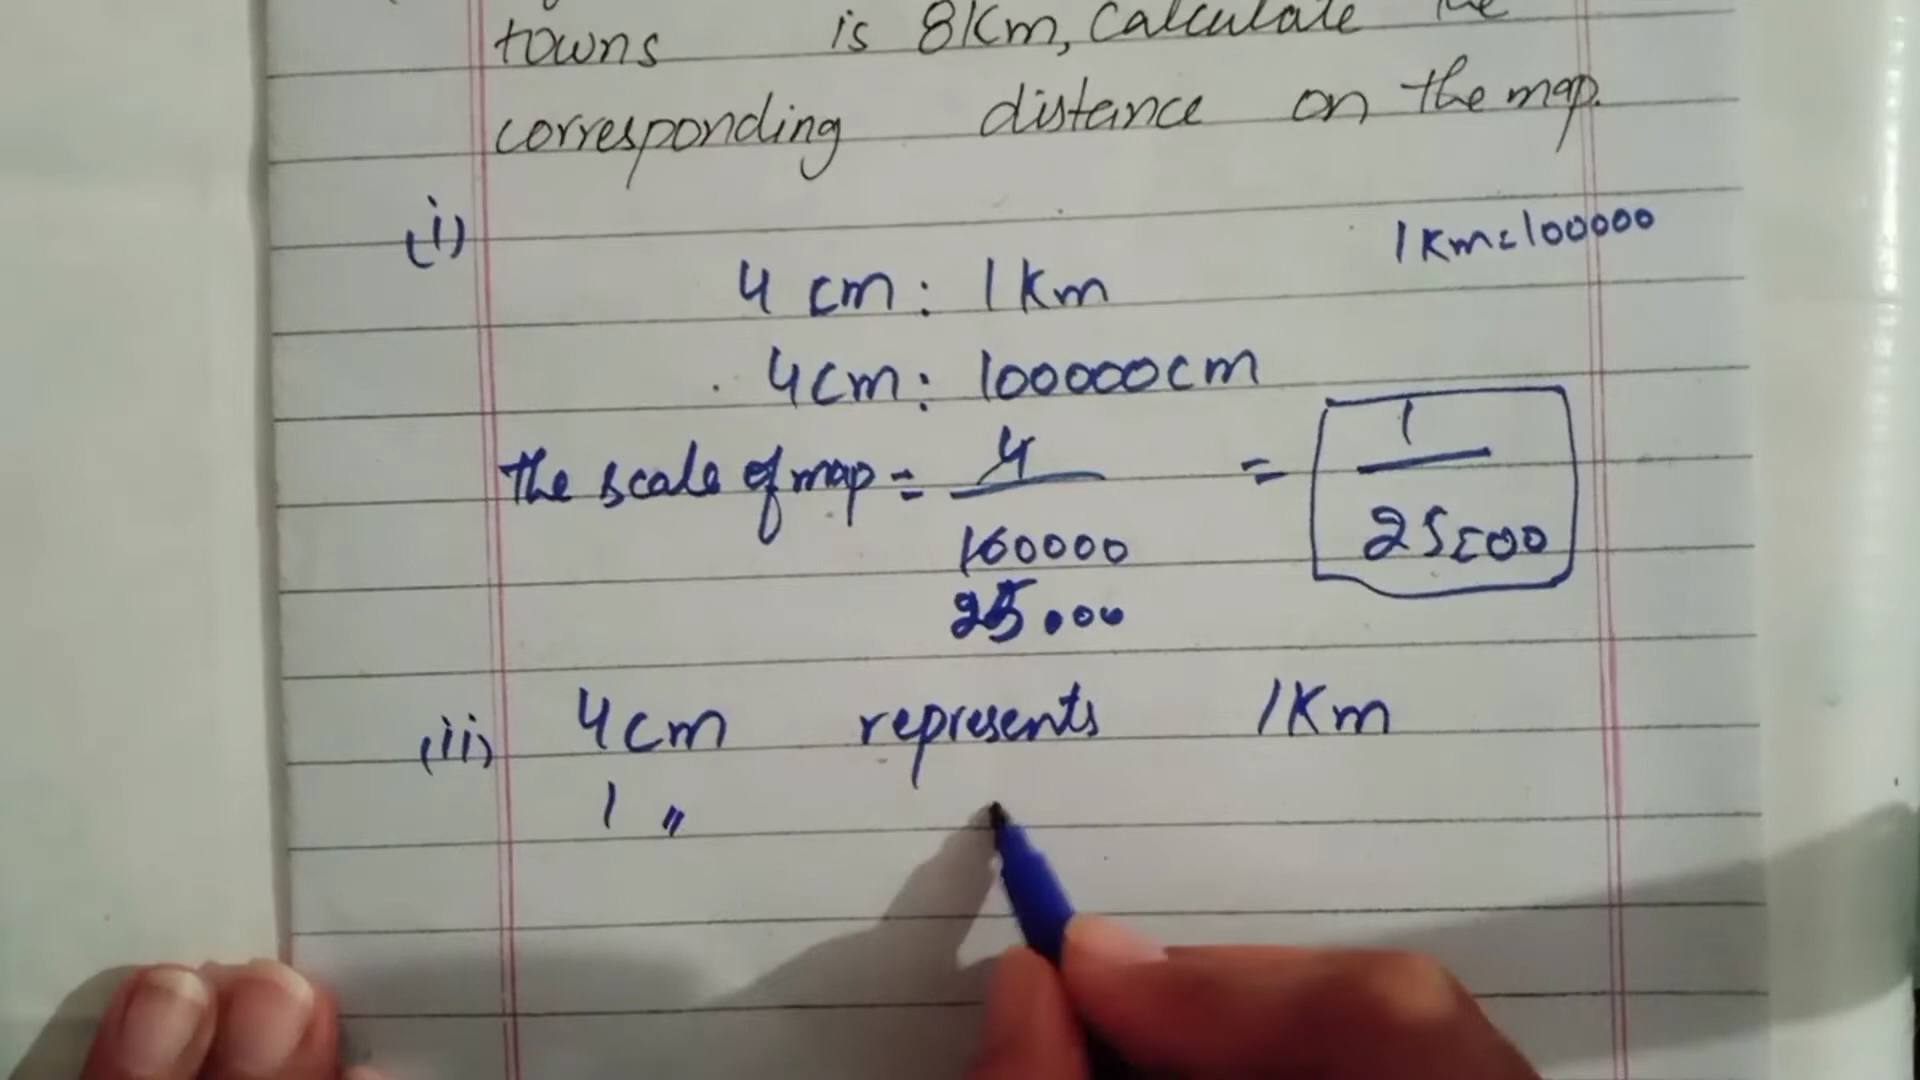 towns is 8Km, Calculate the
corresponding distance on the map.
(i)
1Km=100000
4 cm : 1Km
4cm : 100000cm
The scale of map = 4/100000 = 1/25000
25000
(ii) 4cm represents 1Km
1 "